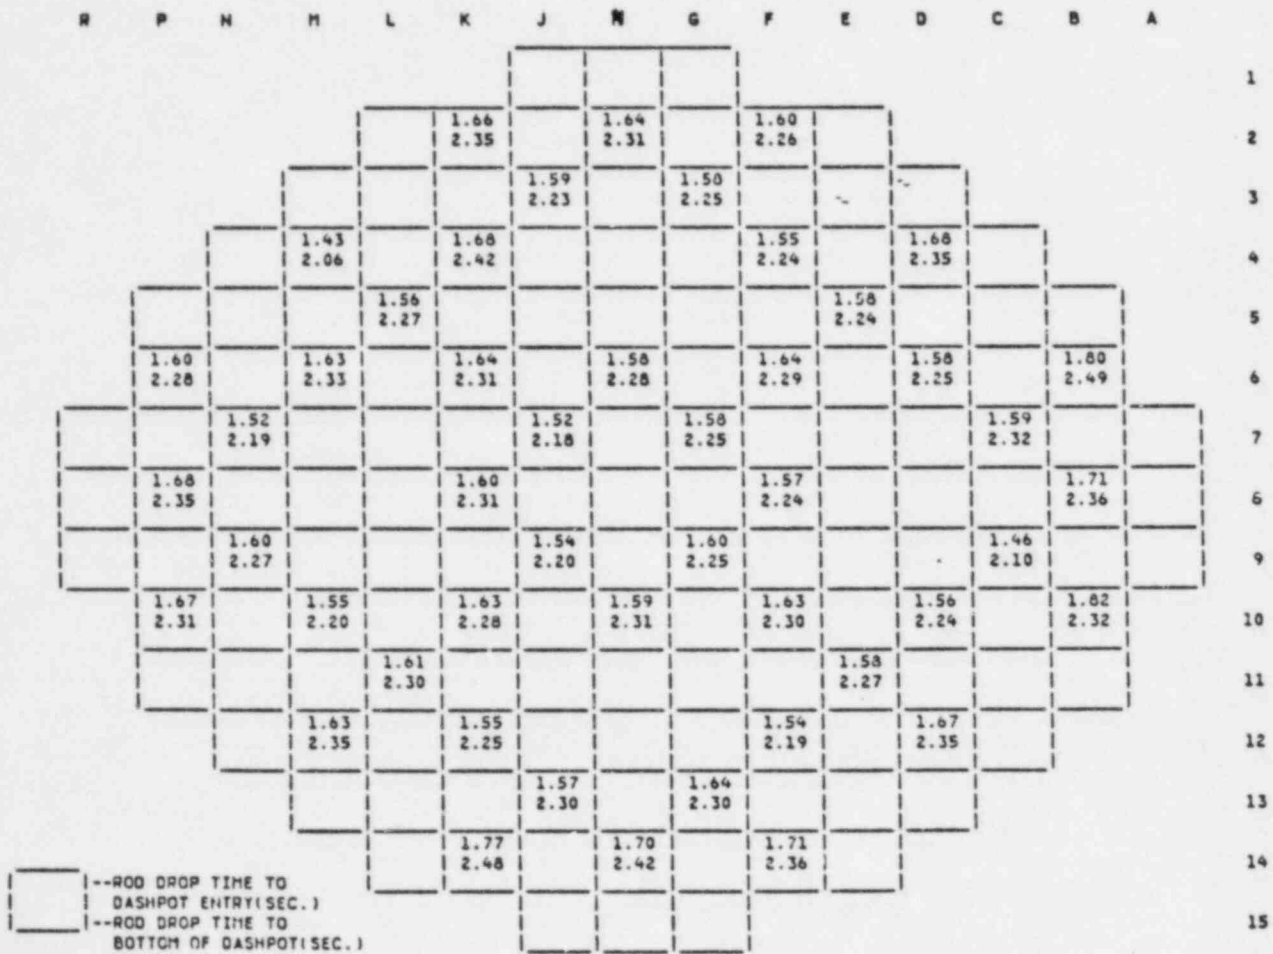 R P N M L K J N G F E D C B A
1
1.66 1.64 1.60
2.35 2.31 2.26 2
1.59 1.58
2.23 2.25 3
1.43 1.68 1.55 1.68
2.06 2.42 2.24 2.35 4
1.56 1.58
2.27 2.24 5
1.60 1.63 1.64 1.58 1.64 1.58 1.80
2.28 2.33 2.31 2.28 2.29 2.25 2.49 6
1.52 1.52 1.58 1.59
2.19 2.18 2.25 2.32 7
1.68 1.60 1.57 1.71
2.35 2.31 2.24 2.36 6
1.60 1.54 1.60 1.46
2.27 2.20 2.25 2.10 9
1.67 1.55 1.63 1.59 1.63 1.56 1.82
2.31 2.20 2.28 2.31 2.30 2.24 2.32 10
1.61 1.58
2.30 2.27 11
1.63 1.55 1.54 1.67
2.35 2.25 2.19 2.35 12
1.57 1.64
2.30 2.30 13
1.77 1.70 1.71
2.48 2.42 2.36 14
--ROD DROP TIME TO
DASHPOT ENTRY(SEC.)
--ROD DROP TIME TO 15
BOTTOM OF DASHPOT(SEC.)